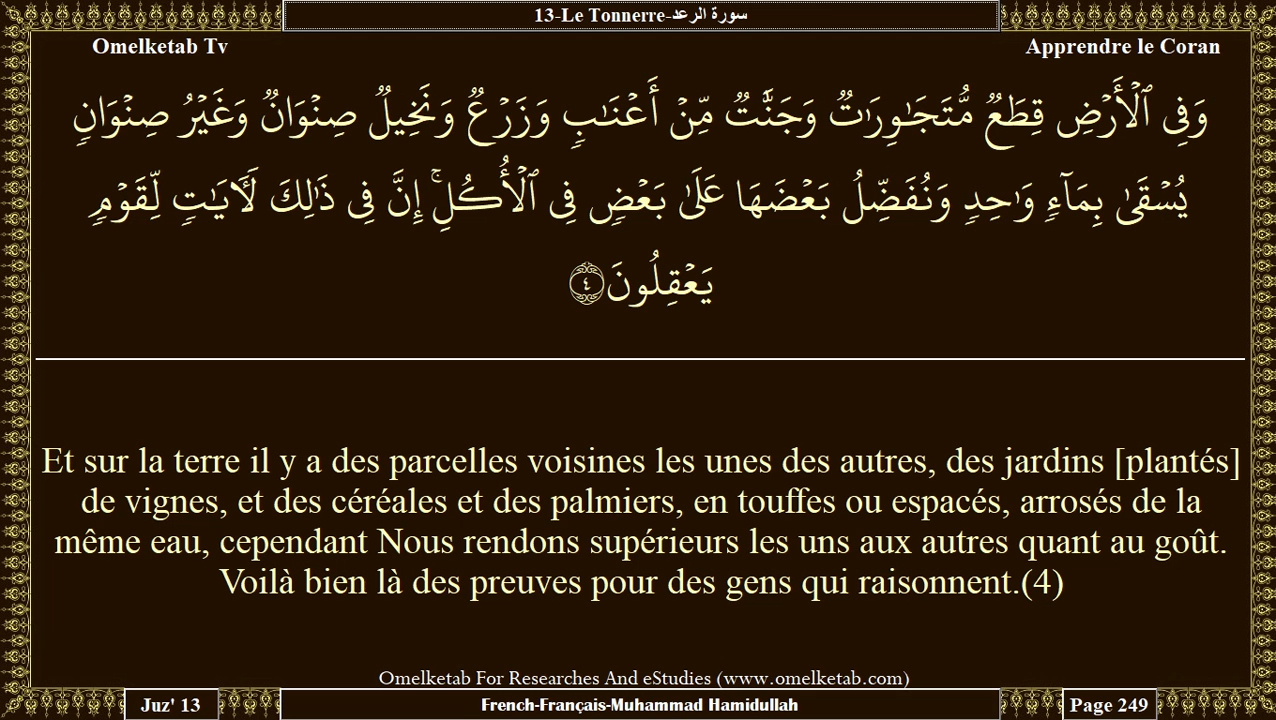 13-Le Tonnerre-سورة الرعد
Omelketab Tv
Apprendre le Coran
وَفِى ٱلْأَرْضِ قِطَعٌ مُّتَجَٰوِرَٰتٌ وَجَنَّٰتٌ مِّنْ أَعْنَٰبٍ وَزَرْعٌ وَنَخِيلٌ صِنْوَانٌ وَغَيْرُ صِنْوَانٍ
يُسْقَىٰ بِمَآءٍ وَٰحِدٍ وَنُفَضِّلُ بَعْضَهَا عَلَىٰ بَعْضٍ فِى ٱلْأُكُلِ ۚ إِنَّ فِى ذَٰلِكَ لَءَايَٰتٍ لِّقَوْمٍ
يَعْقِلُونَ ٤
Et sur la terre il y a des parcelles voisines les unes des autres, des jardins [plantés]
de vignes, et des céréales et des palmiers, en touffes ou espacés, arrosés de la
même eau, cependant Nous rendons supérieurs les uns aux autres quant au goût.
Voilà bien là des preuves pour des gens qui raisonnent.(4)
Omelketab For Researches And eStudies (www.omelketab.com)
Juz' 13
French-Français-Muhammad Hamidullah
Page 249